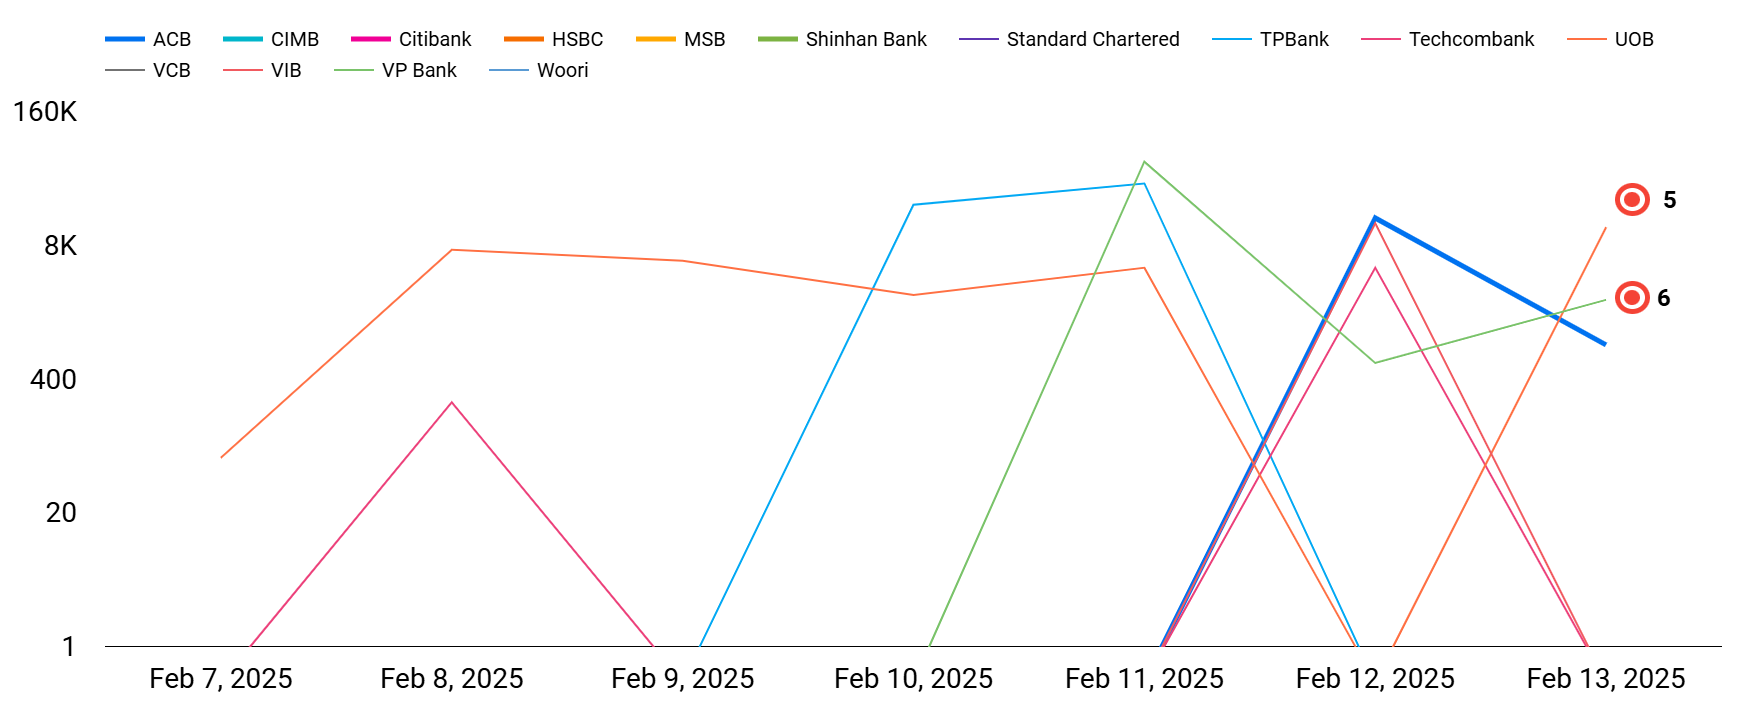 ACB CIMB Citibank HSBC MSB Shinhan Bank Standard Chartered TPBank Techcombank UOB
VCB VIB VP Bank Woori
160K
8K
400
20
1
5
6
Feb 7, 2025 Feb 8, 2025 Feb 9, 2025 Feb 10, 2025 Feb 11, 2025 Feb 12, 2025 Feb 13, 2025